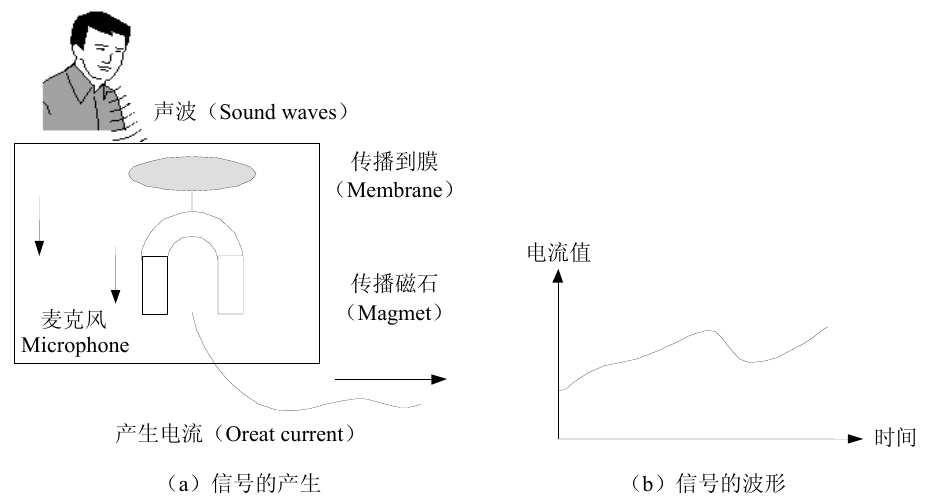 声波（Sound waves）
传播到膜
（Membrane）
传播磁石
（Magmet）
麦克风
Microphone
产生电流（Oreat current）
（a）信号的产生
电流值
时间
（b）信号的波形